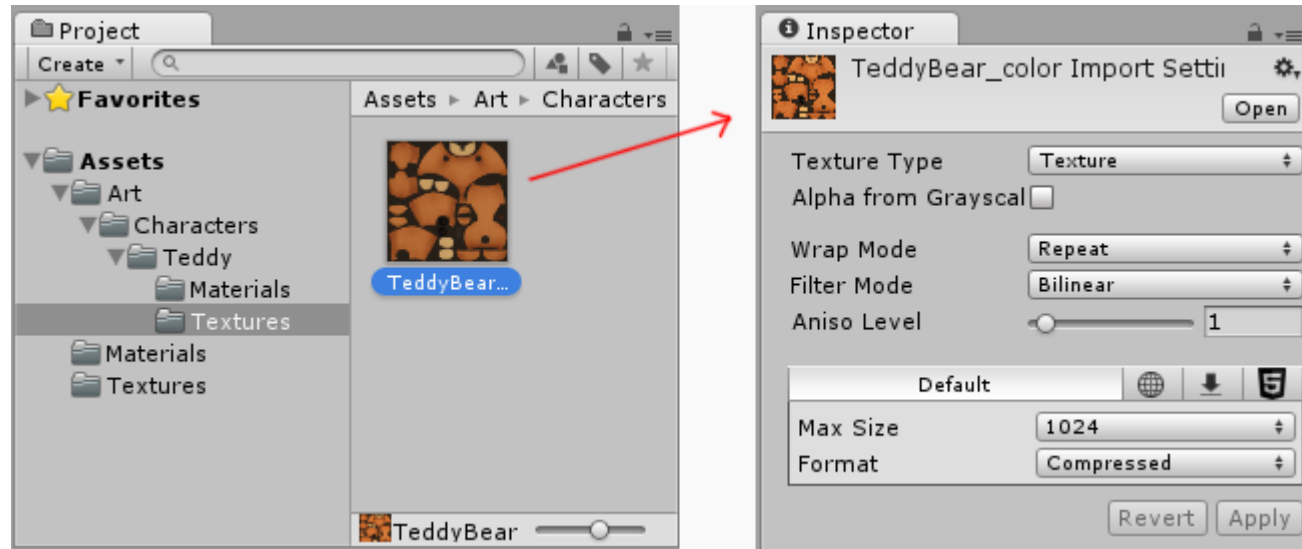 Project
Create
Favorites
Assets
Art
Characters
Teddy
Materials
Textures
Materials
Textures
Assets ▸ Art ▸ Characters
TeddyBear...
TeddyBear
Inspector
TeddyBear_color Import Settin
Open
Texture Type Texture
Alpha from Grayscal
Wrap Mode Repeat
Filter Mode Bilinear
Aniso Level 1
Default
Max Size 1024
Format Compressed
Revert Apply